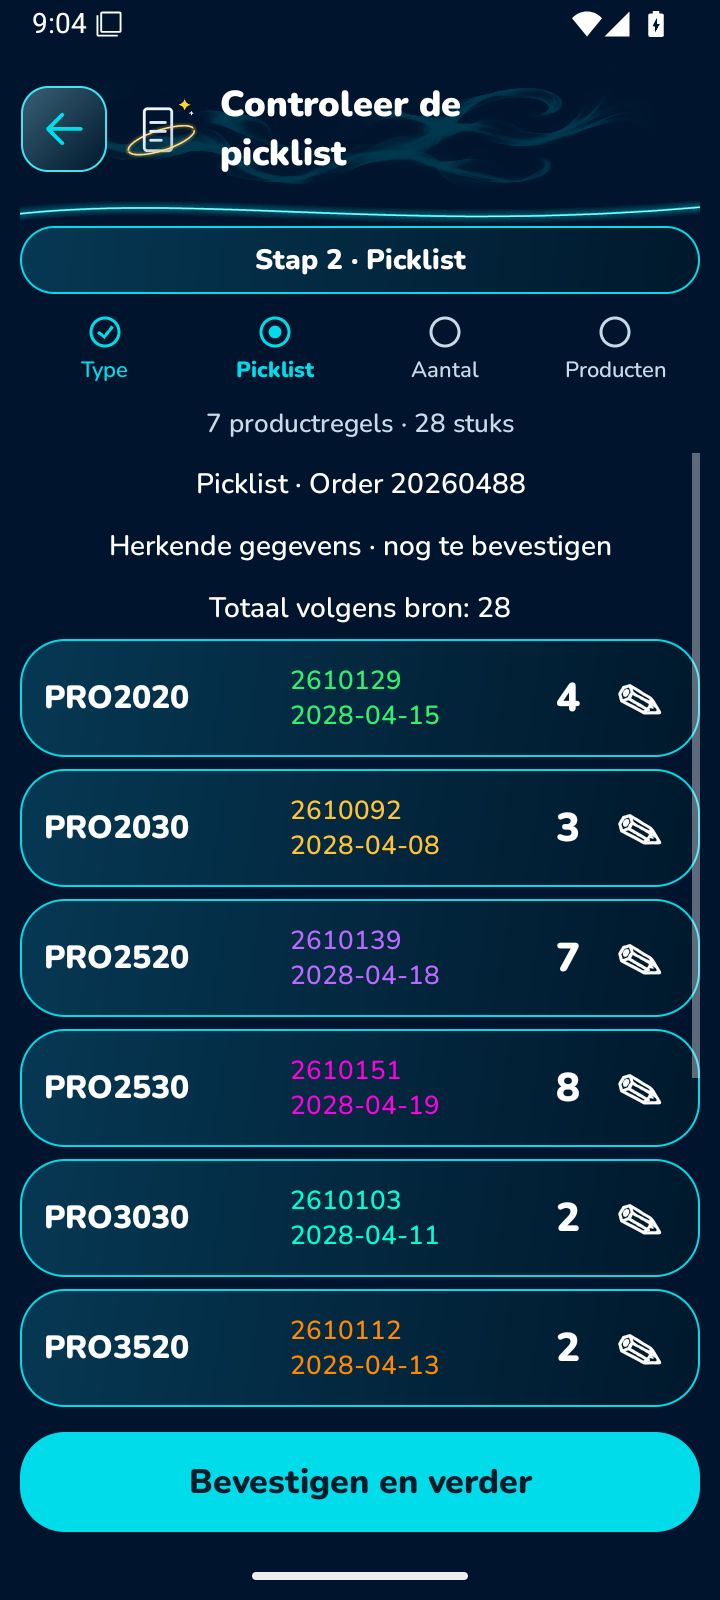 9:04
Controleer de
picklist
Stap 2 · Picklist
Type
Picklist
Aantal
Producten
7 productregels · 28 stuks
Picklist · Order 20260488
Herkende gegevens · nog te bevestigen
Totaal volgens bron: 28
PRO2020
2610129
2028-04-15
4
PRO2030
2610092
2028-04-08
3
PRO2520
2610139
2028-04-18
7
PRO2530
2610151
2028-04-19
8
PRO3030
2610103
2028-04-11
2
PRO3520
2610112
2028-04-13
2
Bevestigen en verder